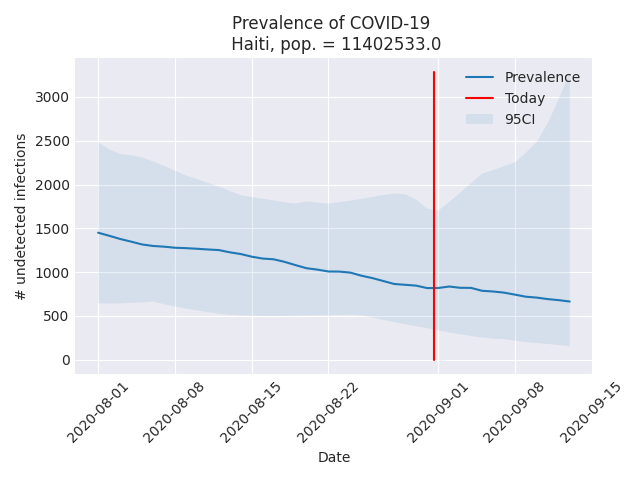 Prevalence of COVID-19
Haiti, pop. = 11402533.0
Prevalence
Today
95CI
# undetected infections
3000
2500
2000
1500
1000
500
0
2020-08-01
2020-08-08
2020-08-15
2020-08-22
2020-09-01
2020-09-08
2020-09-15
Date